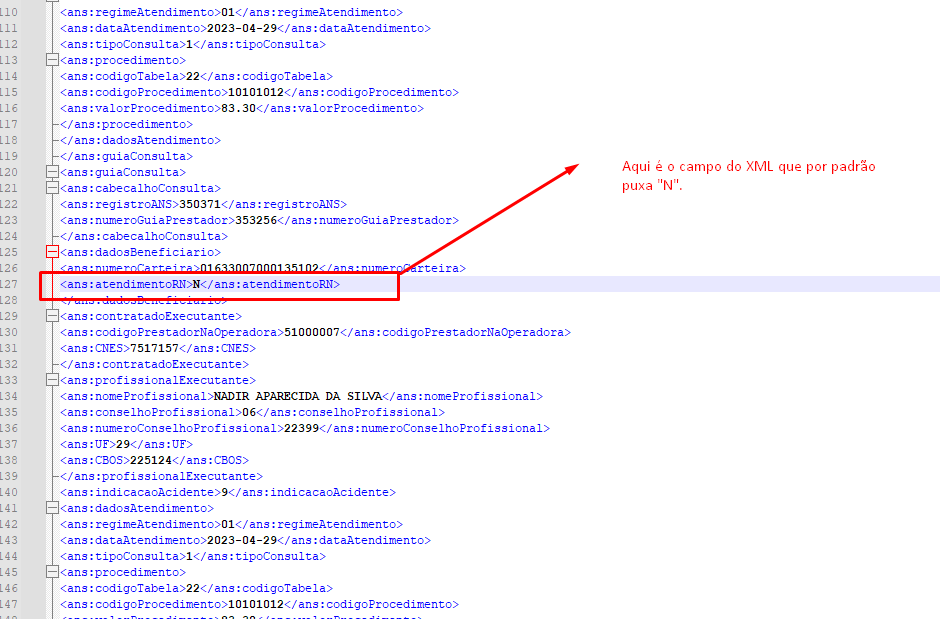 110 <ans:regimeAtendimento>01</ans:regimeAtendimento>
111 <ans:dataAtendimento>2023-04-29</ans:dataAtendimento>
112 <ans:tipoConsulta>1</ans:tipoConsulta>
113 <ans:procedimento>
114 <ans:codigoTabela>22</ans:codigoTabela>
115 <ans:codigoProcedimento>10101012</ans:codigoProcedimento>
116 <ans:valorProcedimento>83.30</ans:valorProcedimento>
117 </ans:procedimento>
118 </ans:dadosAtendimento>
119 </ans:guiaConsulta>
120 <ans:guiaConsulta>
121 <ans:cabecalhoConsulta>
122 <ans:registroANS>350371</ans:registroANS>
123 <ans:numeroGuiaPrestador>353256</ans:numeroGuiaPrestador>
124 </ans:cabecalhoConsulta>
125 <ans:dadosBeneficiario>
126 <ans:numeroCarteira>01633007000135102</ans:numeroCarteira>
127 <ans:atendimentoRN>N</ans:atendimentoRN>
128 </ans:dadosBeneficiario>
129 <ans:contratadoExecutante>
130 <ans:codigoPrestadorNaOperadora>51000007</ans:codigoPrestadorNaOperadora>
131 <ans:CNES>7517157</ans:CNES>
132 </ans:contratadoExecutante>
133 <ans:profissionalExecutante>
134 <ans:nomeProfissional>NADIR APARECIDA DA SILVA</ans:nomeProfissional>
135 <ans:conselhoProfissional>06</ans:conselhoProfissional>
136 <ans:numeroConselhoProfissional>22399</ans:numeroConselhoProfissional>
137 <ans:UF>29</ans:UF>
138 <ans:CBOS>225124</ans:CBOS>
139 </ans:profissionalExecutante>
140 <ans:indicacaoAcidente>9</ans:indicacaoAcidente>
141 <ans:dadosAtendimento>
142 <ans:regimeAtendimento>01</ans:regimeAtendimento>
143 <ans:dataAtendimento>2023-04-29</ans:dataAtendimento>
144 <ans:tipoConsulta>1</ans:tipoConsulta>
145 <ans:procedimento>
146 <ans:codigoTabela>22</ans:codigoTabela>
147 <ans:codigoProcedimento>10101012</ans:codigoProcedimento>
148 <ans:valorProcedimento>83.30</ans:valorProcedimento>
Aqui é o campo do XML que por padrão
puxa "N".